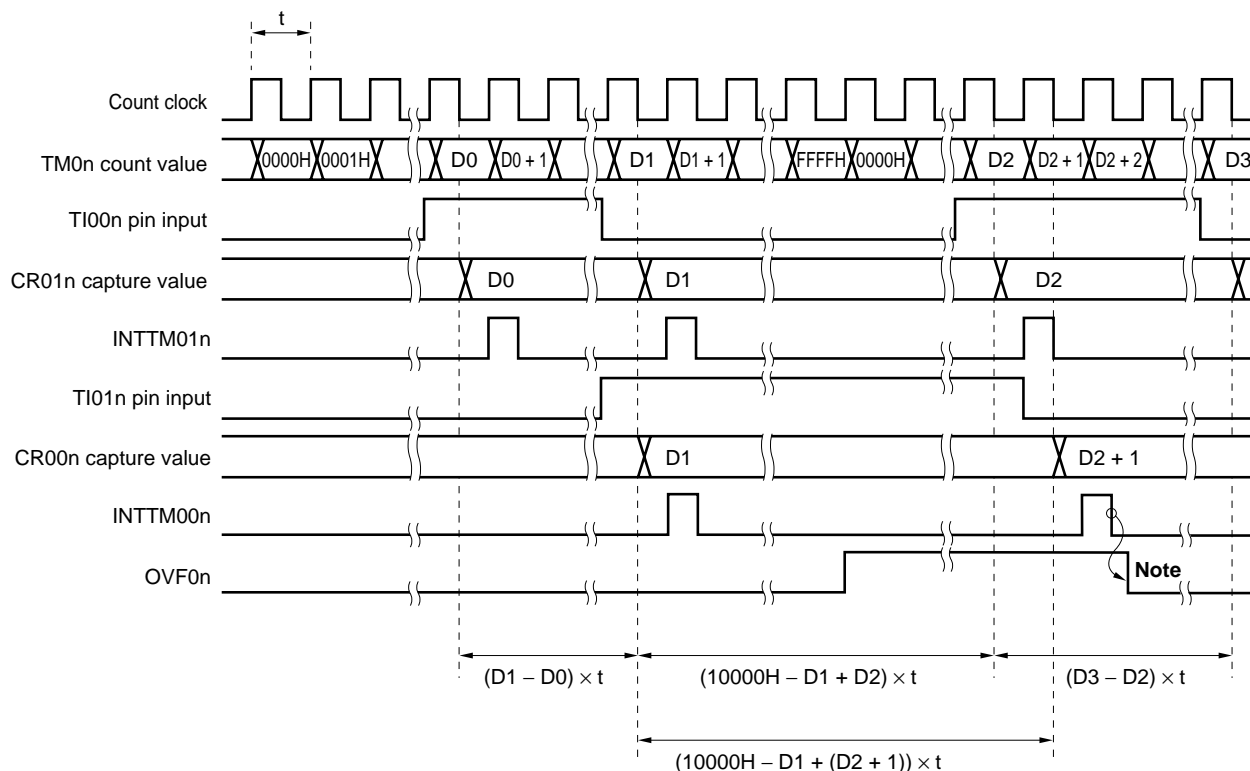 t
Count clock
TM0n count value 0000H 0001H D0 D0 + 1 D1 D1 + 1 FFFFH 0000H D2 D2 + 1 D2 + 2 D3
TI00n pin input
CR01n capture value D0 D1 D2
INTTM01n
TI01n pin input
CR00n capture value D1 D2 + 1
INTTM00n
OVF0n Note
(D1 – D0) × t (10000H – D1 + D2) × t (D3 – D2) × t
(10000H – D1 + (D2 + 1)) × t